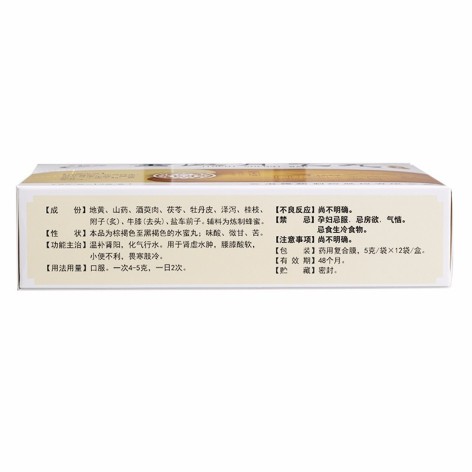 【成　　份】地黄、山药、酒萸肉、茯苓、牡丹皮、泽泻、桂枝、
附子(炙)、牛膝(去头)、盐车前子。辅料为炼制蜂蜜。
【性　　状】本品为棕褐色至黑褐色的水蜜丸；味酸、微甘、苦。
【功能主治】温补肾阳，化气行水。用于肾虚水肿，腰膝酸软，
小便不利，畏寒肢冷。
【用法用量】口服。一次4~5克，一日2次。
【不良反应】尚不明确。
【禁　　忌】孕妇忌服、忌房欲、气恼。
忌食生冷食物。
【注意事项】尚不明确。
【包　　装】药用复合膜，5克/袋×12袋/盒。
【有 效 期】48个月。
【贮　　藏】密封。